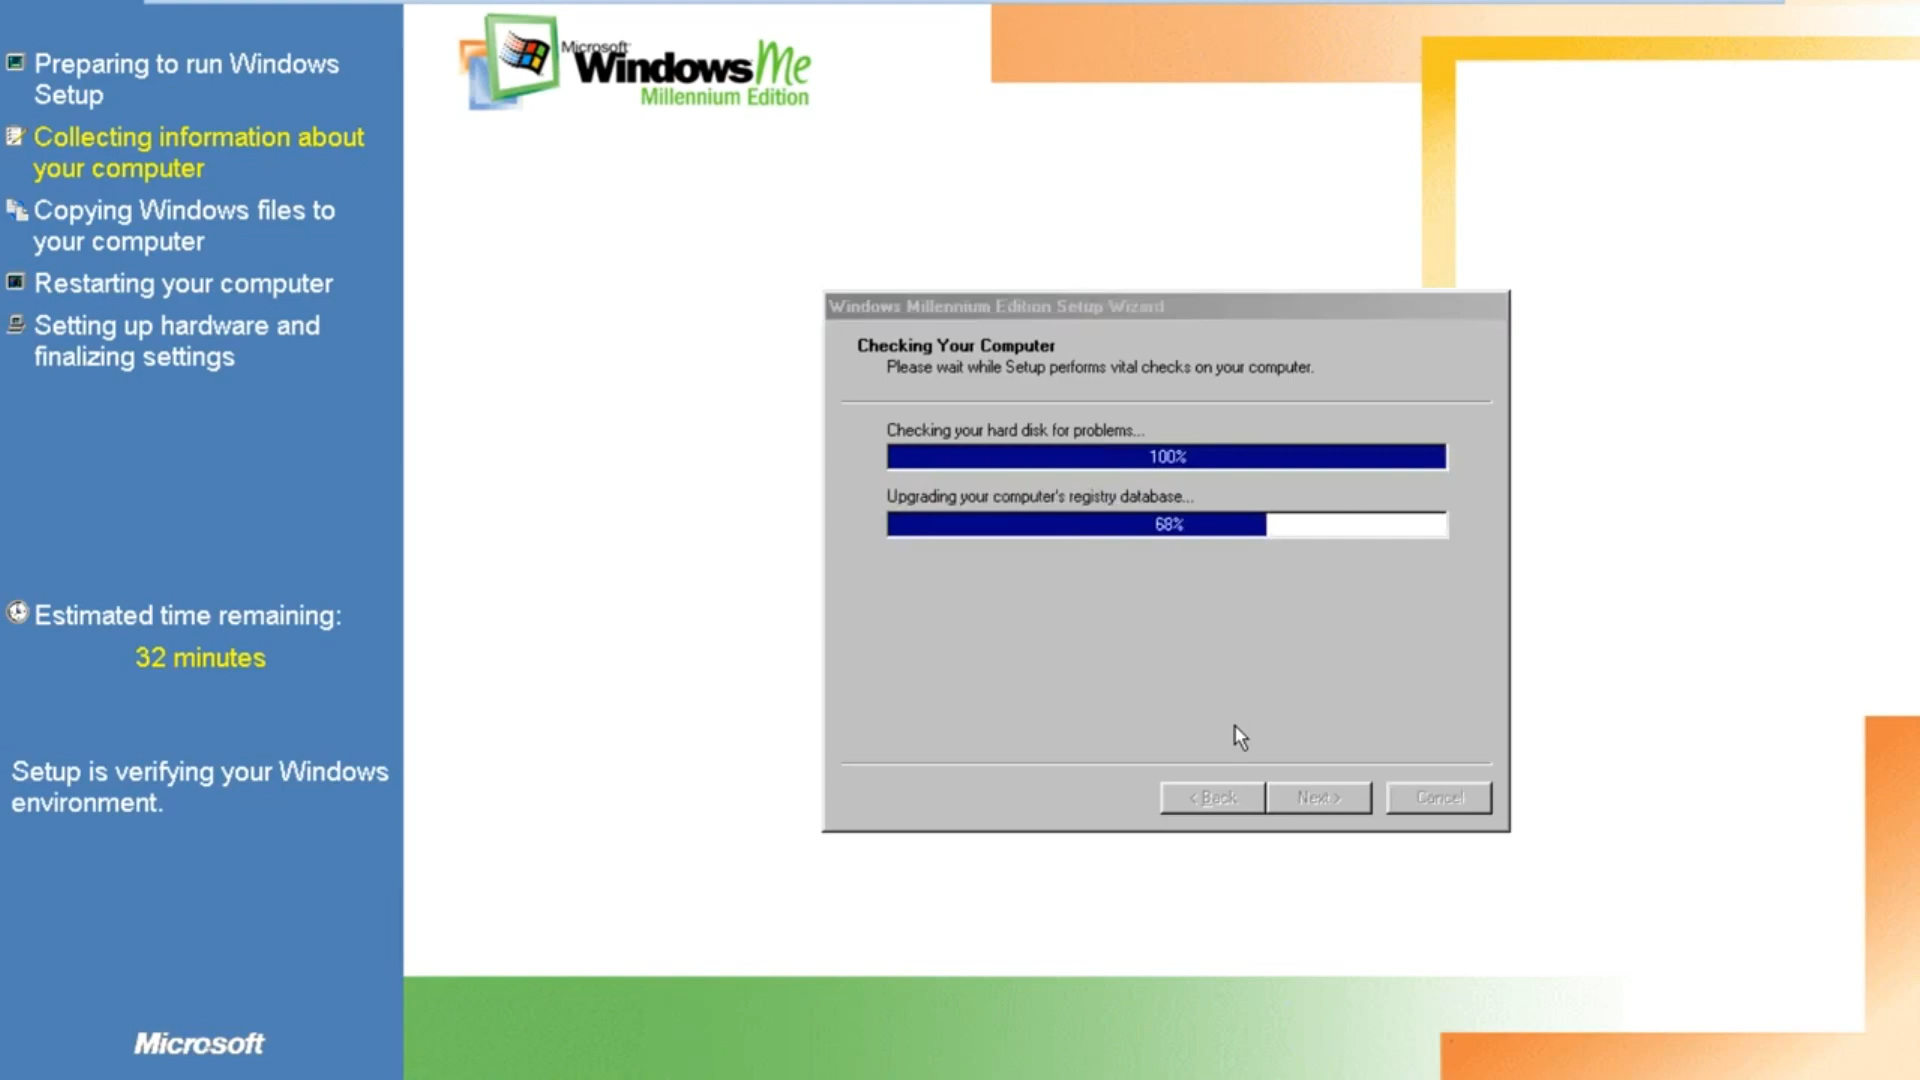 Preparing to run Windows
Setup
Collecting information about
your computer
Copying Windows files to
your computer
Restarting your computer
Setting up hardware and
finalizing settings
Estimated time remaining:
32 minutes
Setup is verifying your Windows
environment.
Microsoft
Microsoft
Windows Me
Millennium Edition
Windows Millennium Edition Setup Wizard
Checking Your Computer
Please wait while Setup performs vital checks on your computer.
Checking your hard disk for problems...
100%
Upgrading your computer's registry database...
68%
< Back Next > Cancel